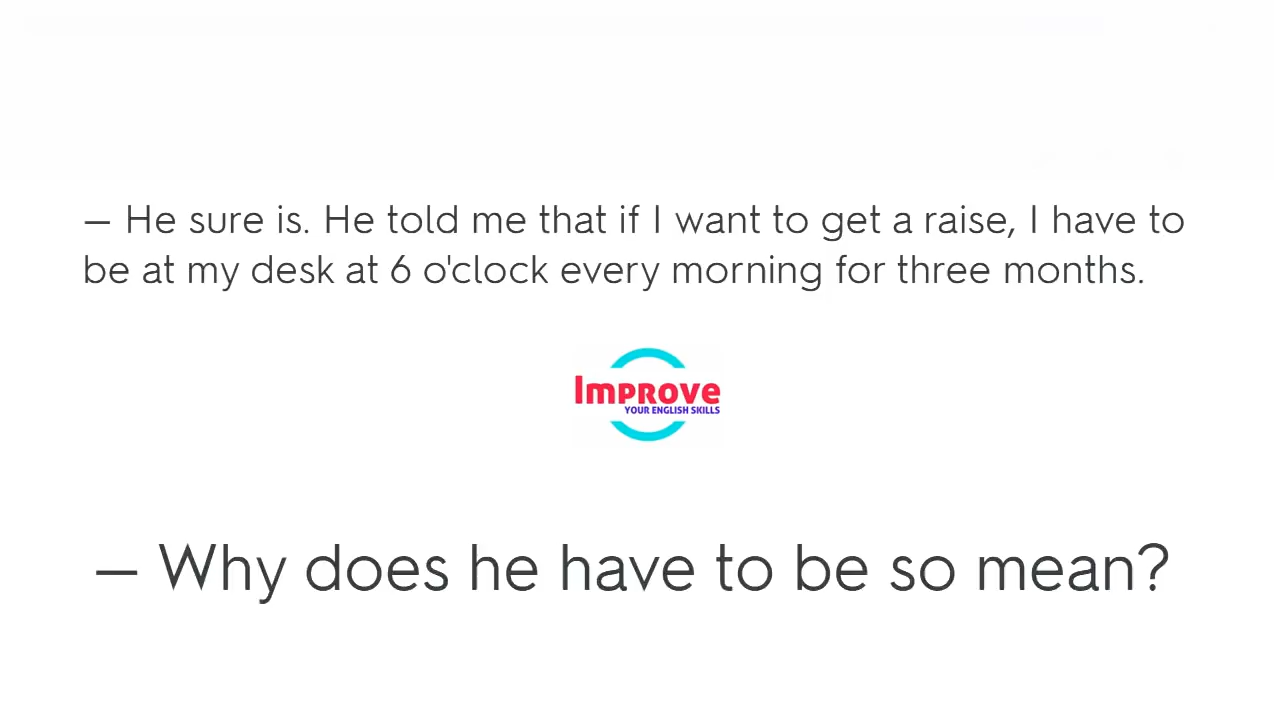 — He sure is. He told me that if I want to get a raise, I have to
be at my desk at 6 o'clock every morning for three months.
Improve
YOUR ENGLISH SKILLS
— Why does he have to be so mean?